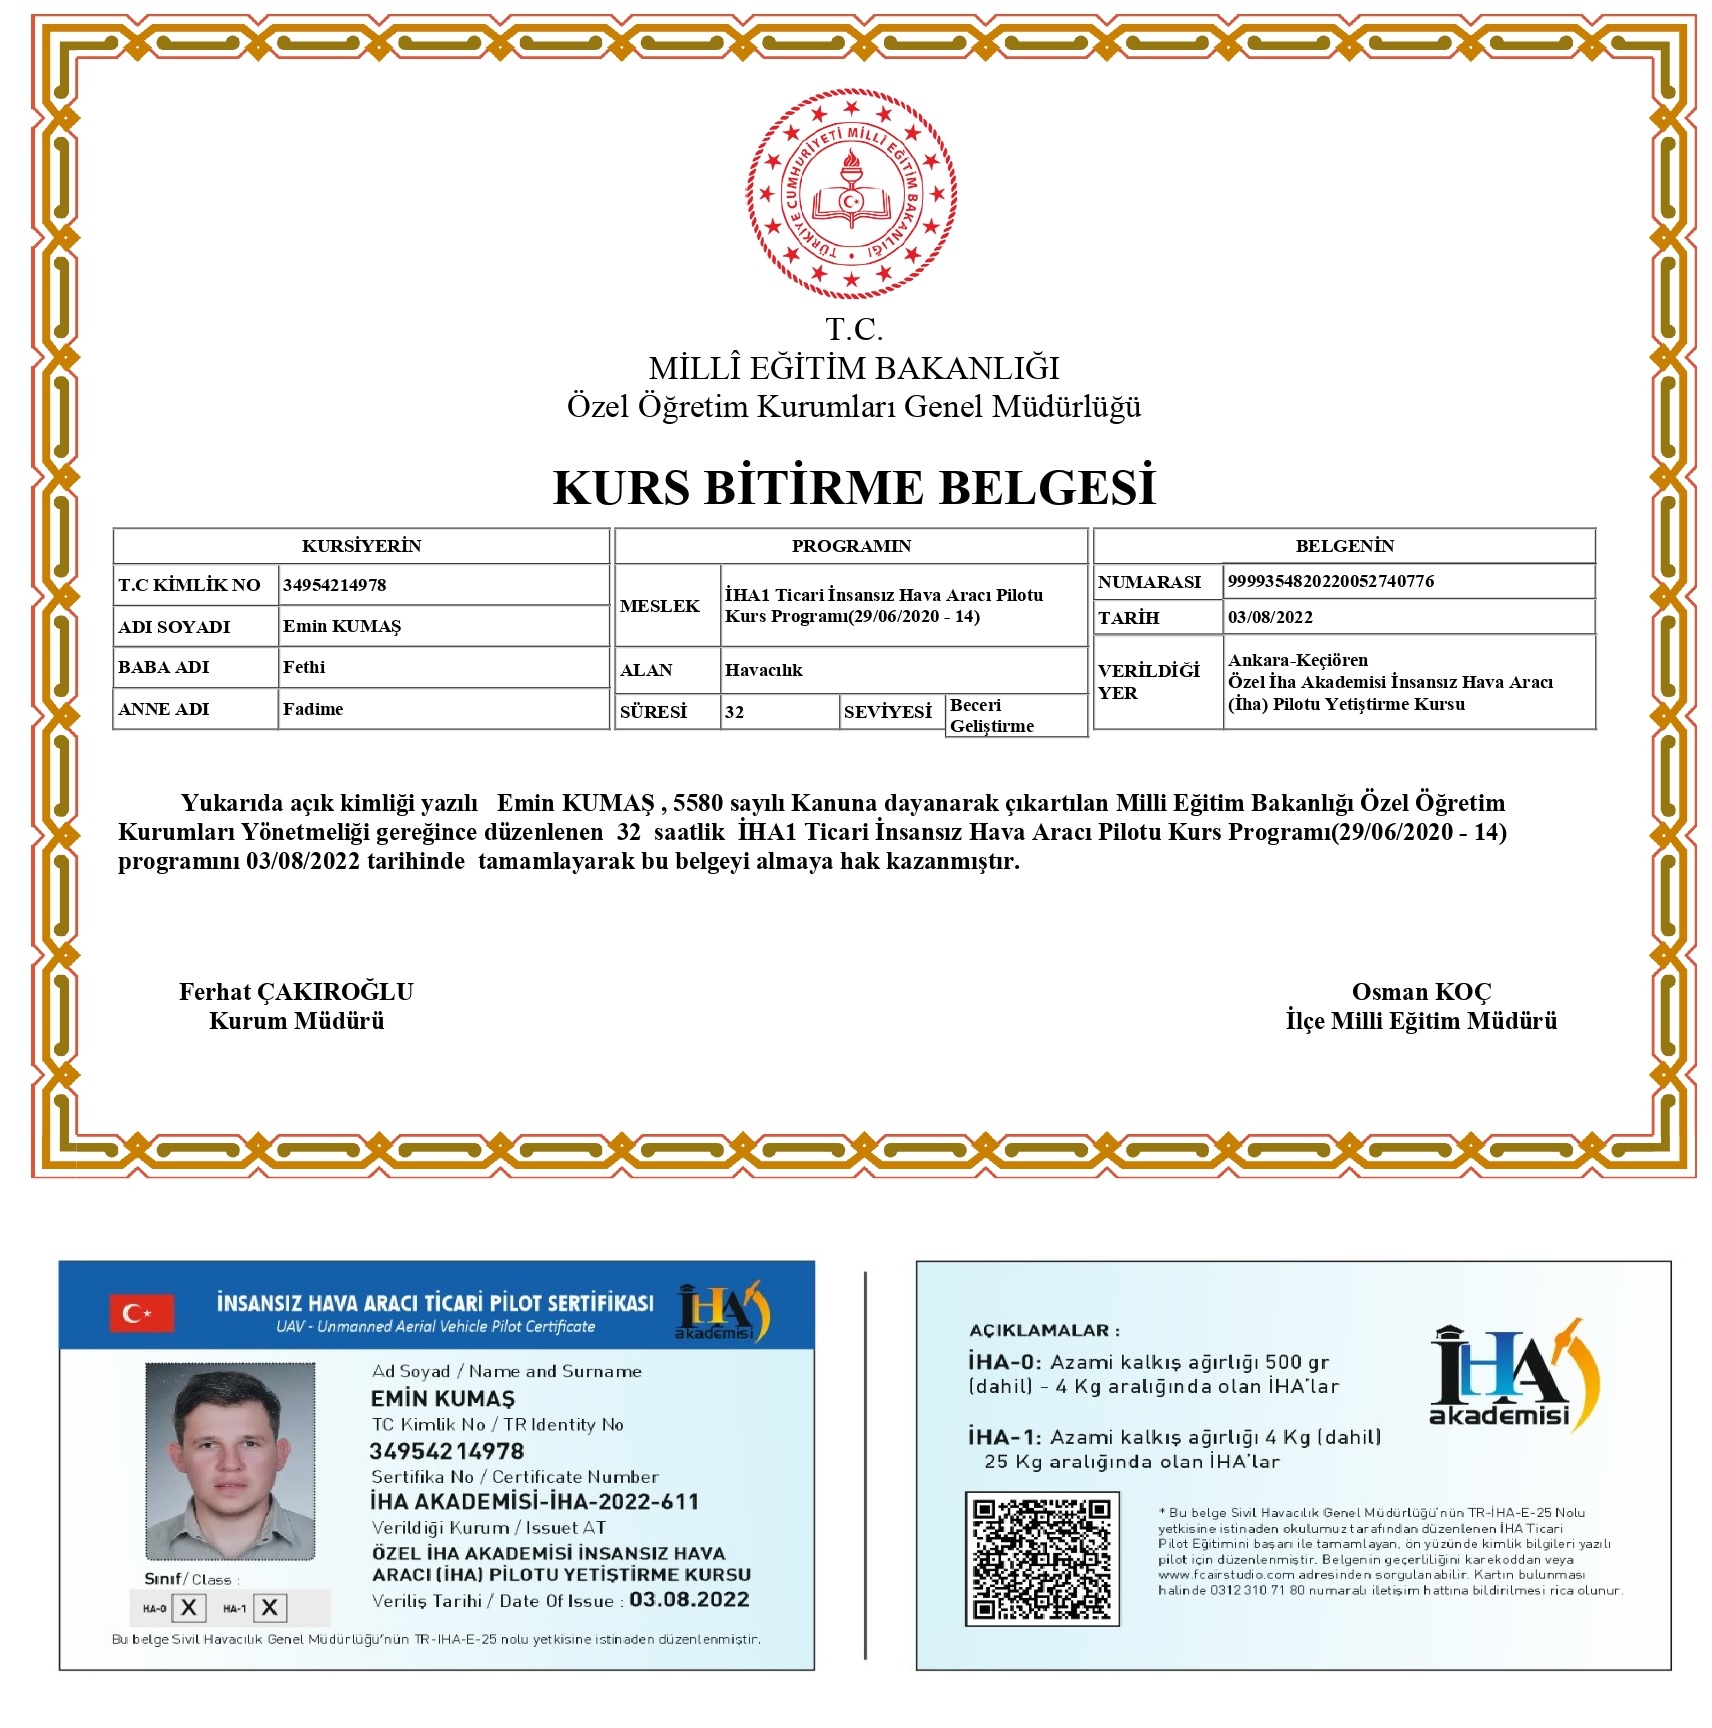 TÜRKİYE CUMHURİYETİ MİLLÎ EĞİTİM BAKANLIĞI
T.C.
MİLLÎ EĞİTİM BAKANLIĞI
Özel Öğretim Kurumları Genel Müdürlüğü
KURS BİTİRME BELGESİ
KURSİYERİN
T.C KİMLİK NO 34954214978
ADI SOYADI Emin KUMAŞ
BABA ADI Fethi
ANNE ADI Fadime
PROGRAMIN
MESLEK İHA1 Ticari İnsansız Hava Aracı Pilotu
Kurs Programı(29/06/2020 - 14)
ALAN Havacılık
SÜRESİ 32 SEVİYESİ Beceri
Geliştirme
BELGENİN
NUMARASI 9999354820220052740776
TARİH 03/08/2022
VERİLDİĞİ YER Ankara-Keçiören
Özel İha Akademisi İnsansız Hava Aracı
(İha) Pilotu Yetiştirme Kursu
Yukarıda açık kimliği yazılı Emin KUMAŞ , 5580 sayılı Kanuna dayanarak çıkartılan Milli Eğitim Bakanlığı Özel Öğretim
Kurumları Yönetmeliği gereğince düzenlenen 32 saatlik İHA1 Ticari İnsansız Hava Aracı Pilotu Kurs Programı(29/06/2020 - 14)
programını 03/08/2022 tarihinde tamamlayarak bu belgeyi almaya hak kazanmıştır.
Ferhat ÇAKIROĞLU
Kurum Müdürü
Osman KOÇ
İlçe Milli Eğitim Müdürü
İNSANSIZ HAVA ARACI TİCARİ PİLOT SERTİFİKASI
UAV - Unmanned Aerial Vehicle Pilot Certificate
İHA
akademisi
Ad Soyad / Name and Surname
EMİN KUMAŞ
TC Kimlik No / TR Identity No
34954214978
Sertifika No / Certificate Number
İHA AKADEMİSİ-İHA-2022-611
Verildiği Kurum / Issuet AT
ÖZEL İHA AKADEMİSİ İNSANSIZ HAVA
ARACI (İHA) PİLOTU YETİŞTİRME KURSU
Veriliş Tarihi / Date Of Issue : 03.08.2022
Sınıf/ Class :
HA-0 X HA-1 X
Bu belge Sivil Havacılık Genel Müdürlüğü'nün TR-IHA-E-25 nolu yetkisine istinaden düzenlenmiştir.
AÇIKLAMALAR :
İHA-0: Azami kalkış ağırlığı 500 gr
(dahil) - 4 Kg aralığında olan İHA'lar
İHA-1: Azami kalkış ağırlığı 4 Kg (dahil)
25 Kg aralığında olan İHA'lar
İHA
akademisi
* Bu belge Sivil Havacılık Genel Müdürlüğü'nün TR-İHA-E-25 Nolu
yetkisine istinaden okulumuz tarafından düzenlenen İHA Ticari
Pilot Eğitimini başarı ile tamamlayan, ön yüzünde kimlik bilgileri yazılı
pilot için düzenlenmiştir. Belgenin geçerliliğini karekoddan veya
www.fcairstudio.com adresinden sorgulanabilir. Kartın bulunması
halinde 0312 310 71 80 numaralı iletişim hattına bildirilmesi rica olunur.